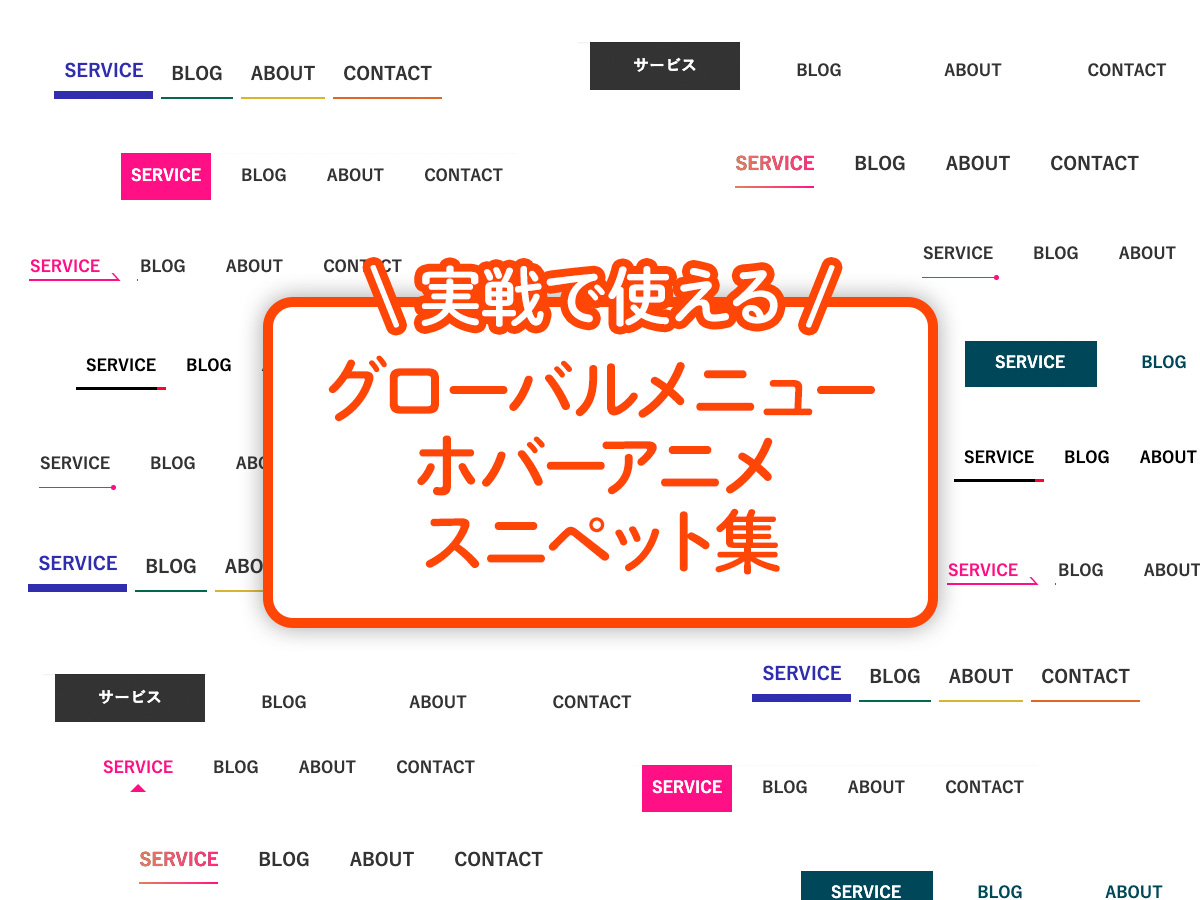 SERVICE BLOG ABOUT CONTACT
サービス BLOG ABOUT CONTACT
SERVICE BLOG ABOUT CONTACT
SERVICE BLOG ABOUT CONTACT
SERVICE BLOG ABOUT CONTACT
SERVICE BLOG ABOUT
\ 実戦で使える /
グローバルメニュー
ホバーアニメ
スニペット集
SERVICE BLOG
SERVICE BLOG
SERVICE BLOG AB
SERVICE BLOG ABOUT
SERVICE BLOG ABO
SERVICE BLOG ABOUT
サービス BLOG ABOUT CONTACT
SERVICE BLOG ABOUT CONTACT
SERVICE BLOG ABOUT CONTACT
SERVICE BLOG ABOUT CONTACT
SERVICE BLOG ABOUT CONTACT
SERVICE BLOG ABOUT